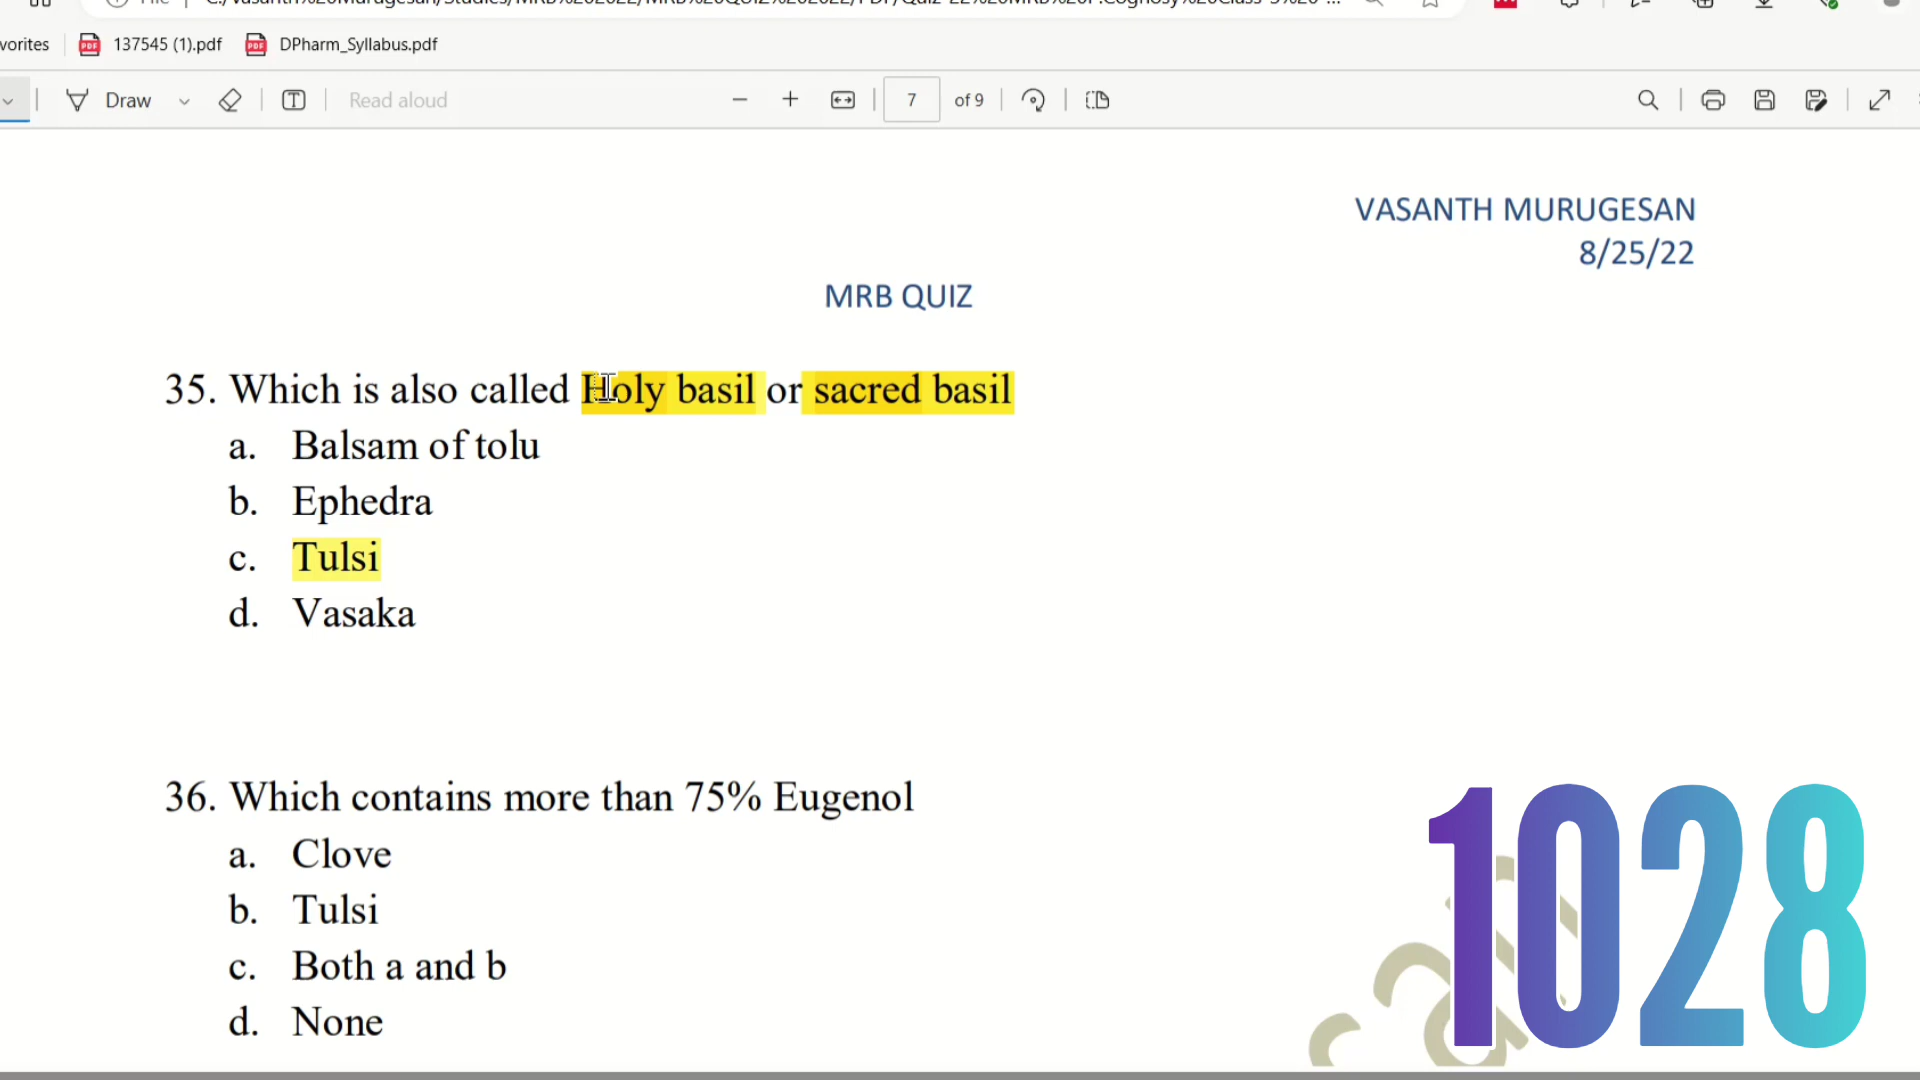 vorites
137545 (1).pdf
DPharm_Syllabus.pdf
Draw
Read aloud
7 of 9
VASANTH MURUGESAN
8/25/22
MRB QUIZ
35. Which is also called Holy basil or sacred basil
a. Balsam of tolu
b. Ephedra
c. Tulsi
d. Vasaka
36. Which contains more than 75% Eugenol
a. Clove
b. Tulsi
c. Both a and b
d. None
1028